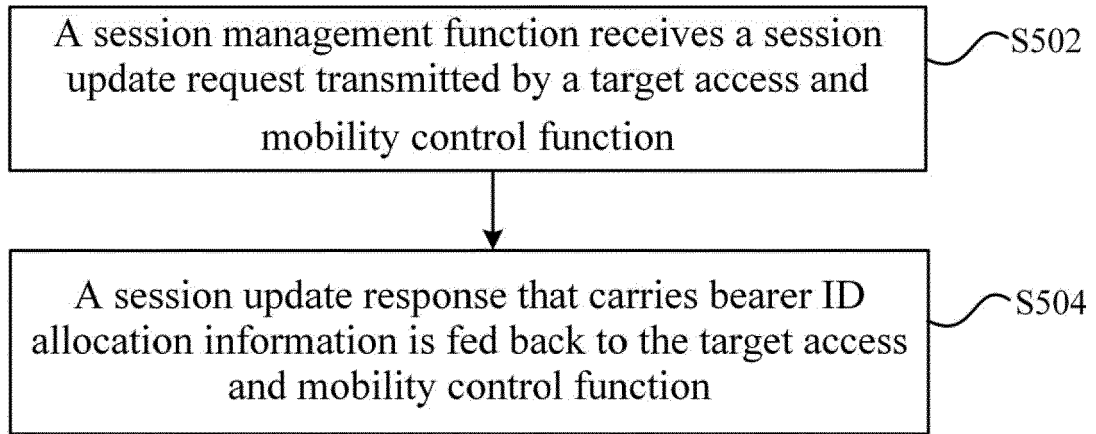 A session management function receives a session
update request transmitted by a target access and
mobility control function
S502
A session update response that carries bearer ID
allocation information is fed back to the target access
and mobility control function
S504